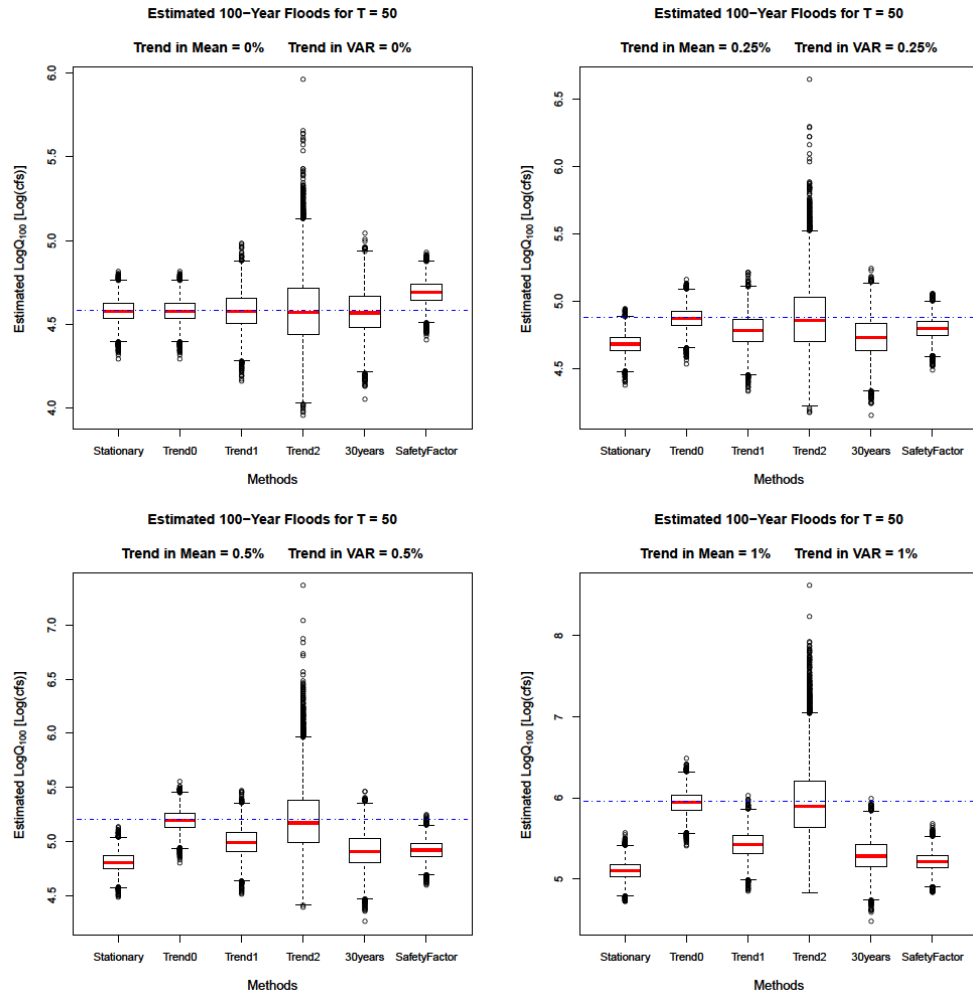 Estimated 100−Year Floods for T = 50
Trend in Mean = 0% Trend in VAR = 0%
Estimated LogQ₁₀₀ [Log(cfs)]
6.0
5.5
5.0
4.5
4.0
Stationary Trend0 Trend1 Trend2 30years SafetyFactor
Methods
Estimated 100−Year Floods for T = 50
Trend in Mean = 0.25% Trend in VAR = 0.25%
Estimated LogQ₁₀₀ [Log(cfs)]
6.5
6.0
5.5
5.0
4.5
Stationary Trend0 Trend1 Trend2 30years SafetyFactor
Methods
Estimated 100−Year Floods for T = 50
Trend in Mean = 0.5% Trend in VAR = 0.5%
Estimated LogQ₁₀₀ [Log(cfs)]
7.0
6.5
6.0
5.5
5.0
4.5
Stationary Trend0 Trend1 Trend2 30years SafetyFactor
Methods
Estimated 100−Year Floods for T = 50
Trend in Mean = 1% Trend in VAR = 1%
Estimated LogQ₁₀₀ [Log(cfs)]
8
7
6
5
Stationary Trend0 Trend1 Trend2 30years SafetyFactor
Methods